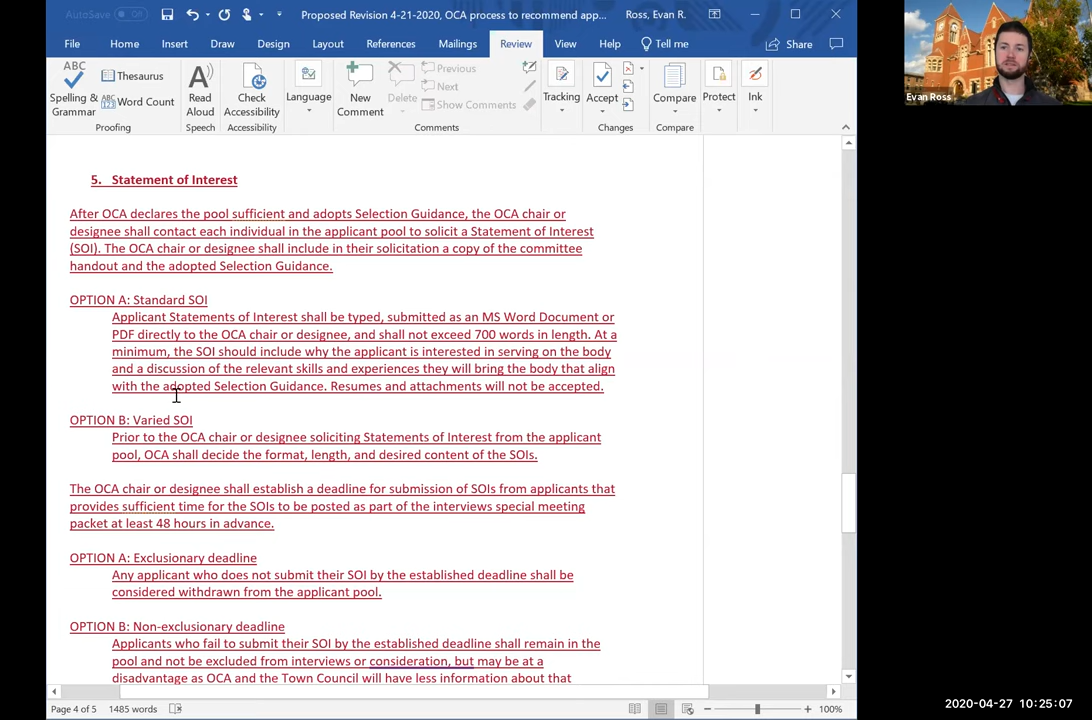 AutoSave Off Proposed Revision 4-21-2020, OCA process to recommend app... Ross, Evan R.
File Home Insert Draw Design Layout References Mailings Review View Help Tell me Share
Spelling & Grammar
ABC
Thesaurus
ABC 123 Word Count
Read Aloud
Check Accessibility
Language
New Comment
Delete
Previous
Next
Show Comments
Tracking
Accept
Compare
Protect
Ink
Proofing Speech Accessibility Comments Changes Compare
5. Statement of Interest
After OCA declares the pool sufficient and adopts Selection Guidance, the OCA chair or
designee shall contact each individual in the applicant pool to solicit a Statement of Interest
(SOI). The OCA chair or designee shall include in their solicitation a copy of the committee
handout and the adopted Selection Guidance.
OPTION A: Standard SOI
Applicant Statements of Interest shall be typed, submitted as an MS Word Document or
PDF directly to the OCA chair or designee, and shall not exceed 700 words in length. At a
minimum, the SOI should include why the applicant is interested in serving on the body
and a discussion of the relevant skills and experiences they will bring the body that align
with the adopted Selection Guidance. Resumes and attachments will not be accepted.
OPTION B: Varied SOI
Prior to the OCA chair or designee soliciting Statements of Interest from the applicant
pool, OCA shall decide the format, length, and desired content of the SOIs.
The OCA chair or designee shall establish a deadline for submission of SOIs from applicants that
provides sufficient time for the SOIs to be posted as part of the interviews special meeting
packet at least 48 hours in advance.
OPTION A: Exclusionary deadline
Any applicant who does not submit their SOI by the established deadline shall be
considered withdrawn from the applicant pool.
OPTION B: Non-exclusionary deadline
Applicants who fail to submit their SOI by the established deadline shall remain in the
pool and not be excluded from interviews or consideration, but may be at a
disadvantage as OCA and the Town Council will have less information about that
Page 4 of 5 1485 words 100%
Evan Ross
2020-04-27 10:25:07